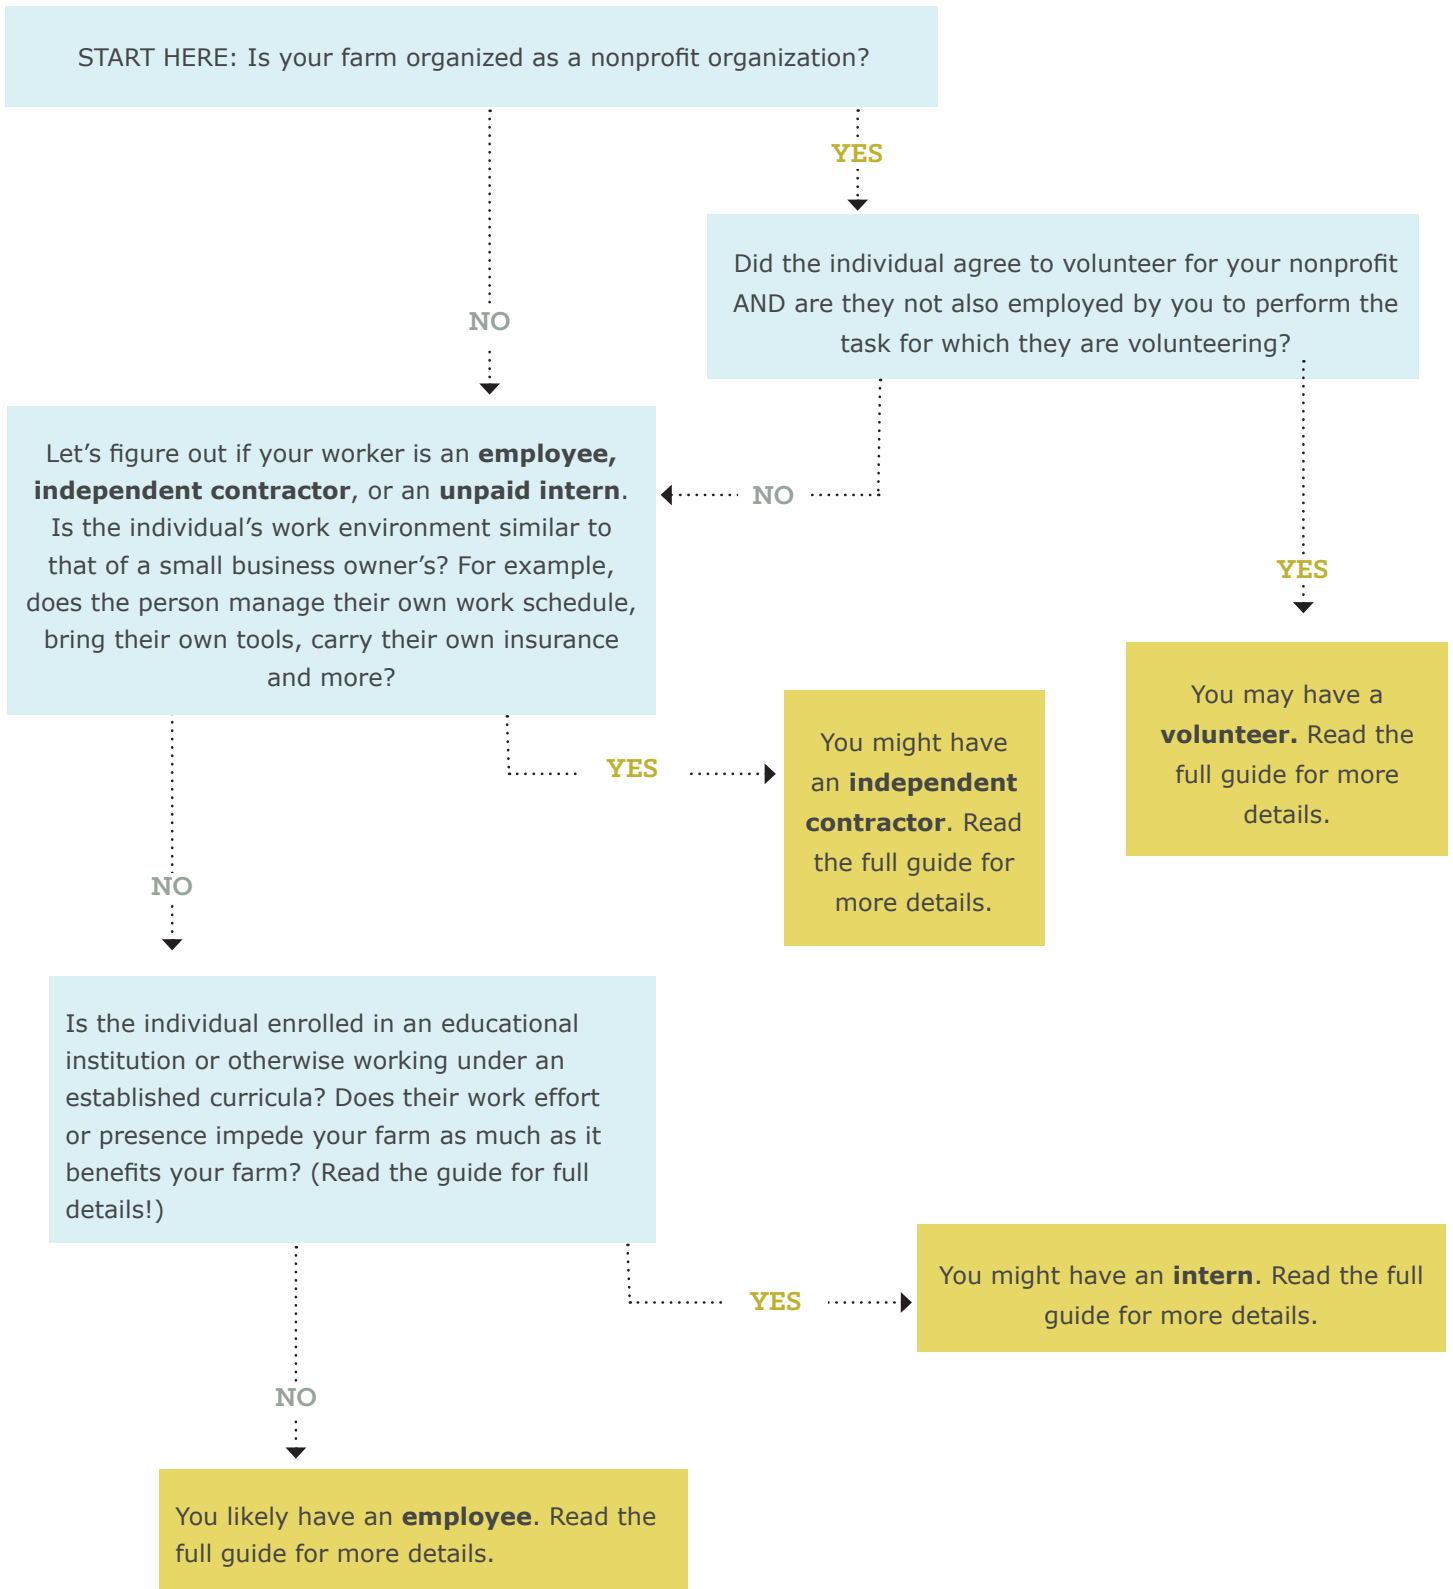 START HERE: Is your farm organized as a nonprofit organization?
YES
Did the individual agree to volunteer for your nonprofit
AND are they not also employed by you to perform the
task for which they are volunteering?
NO
Let’s figure out if your worker is an employee,
independent contractor, or an unpaid intern.
Is the individual’s work environment similar to
that of a small business owner’s? For example,
does the person manage their own work schedule,
bring their own tools, carry their own insurance
and more?
NO
YES
You may have a
volunteer. Read the
full guide for more
details.
YES
You might have
an independent
contractor. Read
the full guide for
more details.
NO
Is the individual enrolled in an educational
institution or otherwise working under an
established curricula? Does their work effort
or presence impede your farm as much as it
benefits your farm? (Read the guide for full
details!)
YES
You might have an intern. Read the full
guide for more details.
NO
You likely have an employee. Read the
full guide for more details.